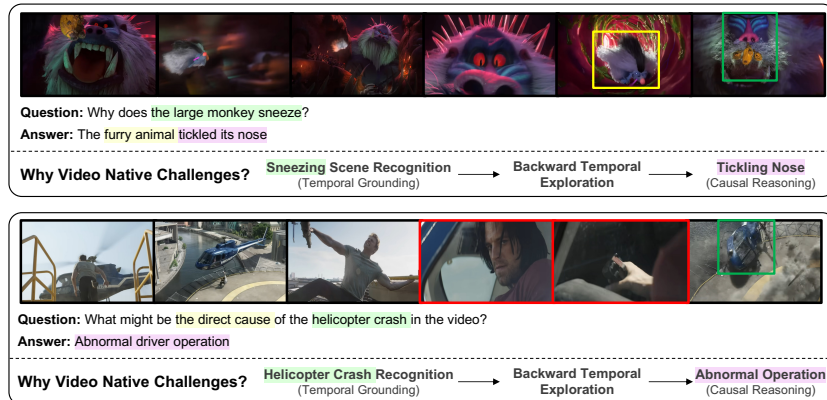 Question: Why does the large monkey sneeze?
Answer: The furry animal tickled its nose
Why Video Native Challenges?
Sneezing Scene Recognition
(Temporal Grounding)
Backward Temporal
Exploration
Tickling Nose
(Causal Reasoning)
Question: What might be the direct cause of the helicopter crash in the video?
Answer: Abnormal driver operation
Why Video Native Challenges?
Helicopter Crash Recognition
(Temporal Grounding)
Backward Temporal
Exploration
Abnormal Operation
(Causal Reasoning)